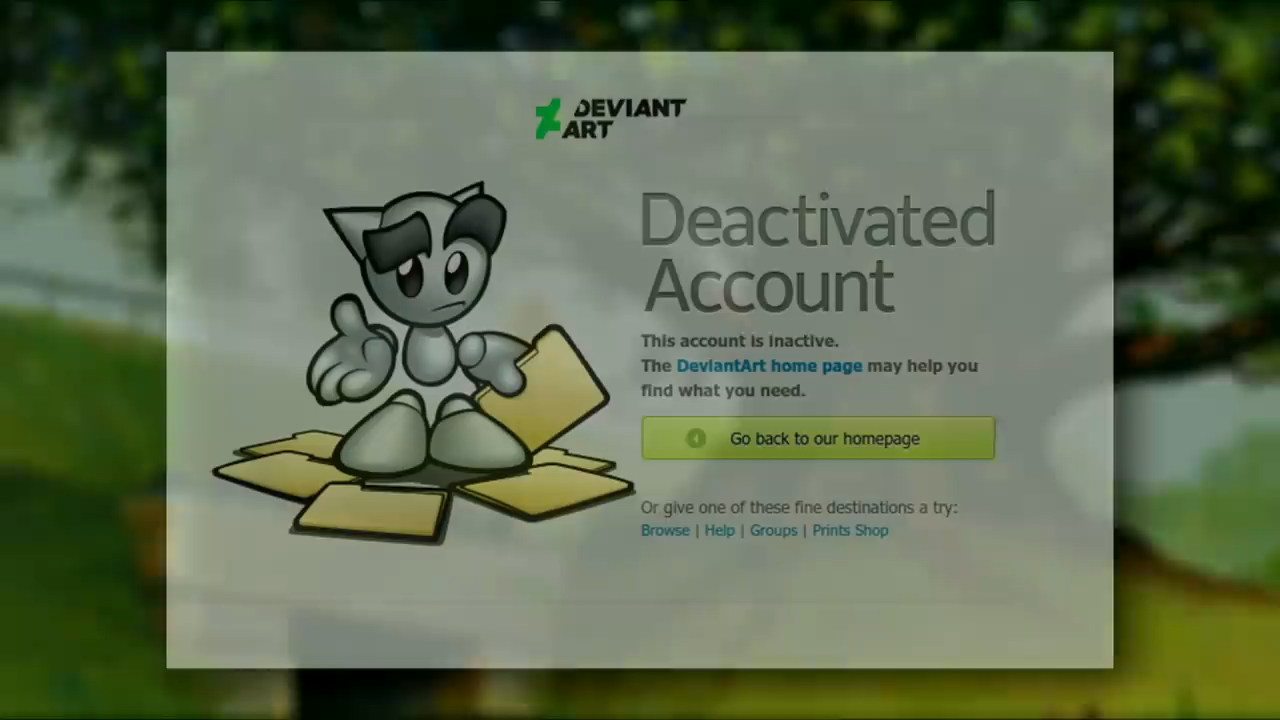 DEVIANT
ART
Deactivated
Account
This account is inactive.
The DeviantArt home page may help you
find what you need.
Go back to our homepage
Or give one of these fine destinations a try:
Browse | Help | Groups | Prints Shop